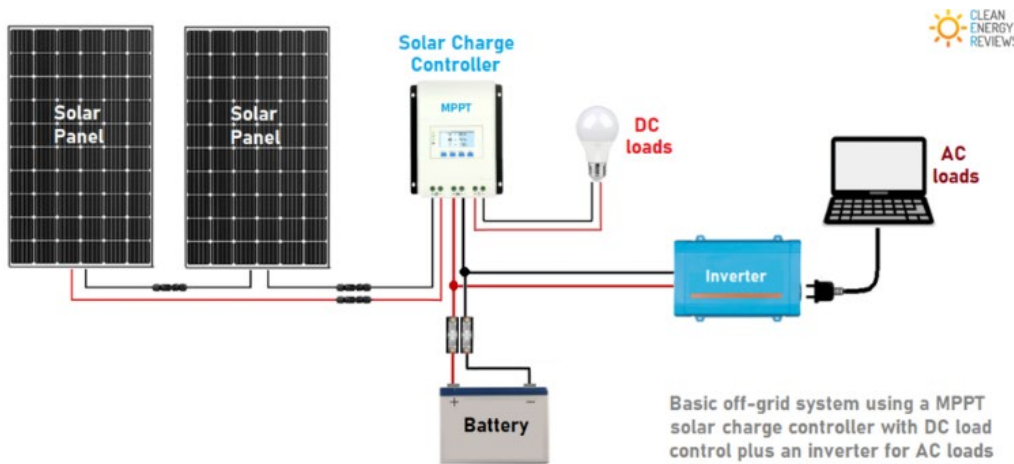 CLEAN
ENERGY
REVIEWS
Solar Charge
Controller
Solar
Panel
Solar
Panel
MPPT
DC
loads
AC
loads
Inverter
+ −
Battery
Basic off-grid system using a MPPT
solar charge controller with DC load
control plus an inverter for AC loads